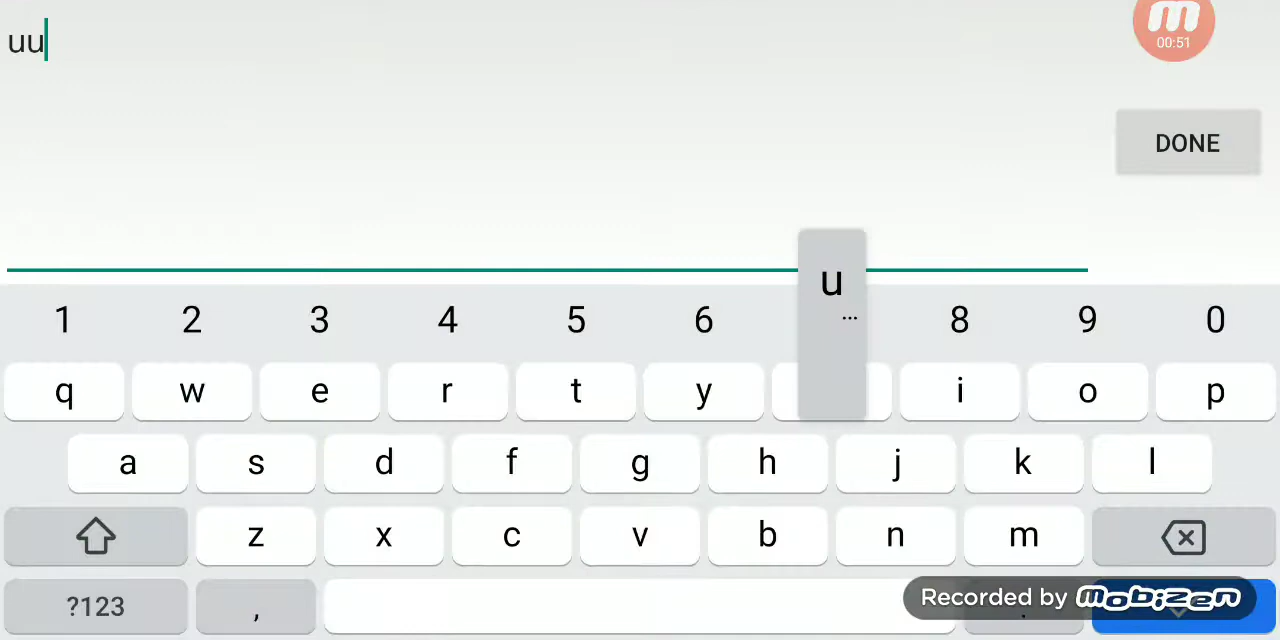 uu
m
00:51
DONE
u
...
1 2 3 4 5 6 8 9 0
q w e r t y i o p
a s d f g h j k l
z x c v b n m
?123 , .
Recorded by mobizen